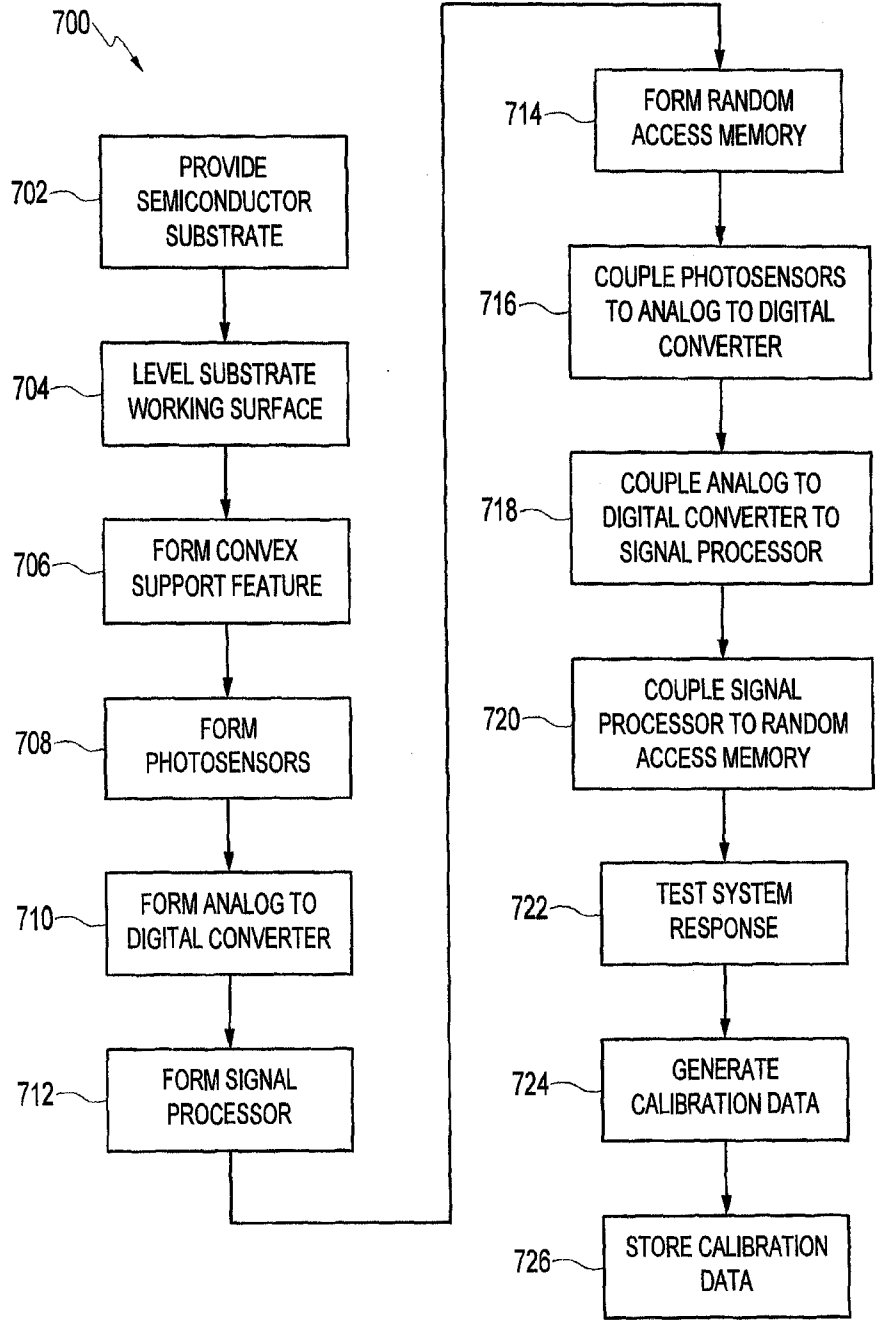 700
702
PROVIDE
SEMICONDUCTOR
SUBSTRATE
704
LEVEL SUBSTRATE
WORKING SURFACE
706
FORM CONVEX
SUPPORT FEATURE
708
FORM
PHOTOSENSORS
710
FORM ANALOG TO
DIGITAL CONVERTER
712
FORM SIGNAL
PROCESSOR
714
FORM RANDOM
ACCESS MEMORY
716
COUPLE PHOTOSENSORS
TO ANALOG TO DIGITAL
CONVERTER
718
COUPLE ANALOG TO
DIGITAL CONVERTER TO
SIGNAL PROCESSOR
720
COUPLE SIGNAL
PROCESSOR TO RANDOM
ACCESS MEMORY
722
TEST SYSTEM
RESPONSE
724
GENERATE
CALIBRATION DATA
726
STORE CALIBRATION
DATA